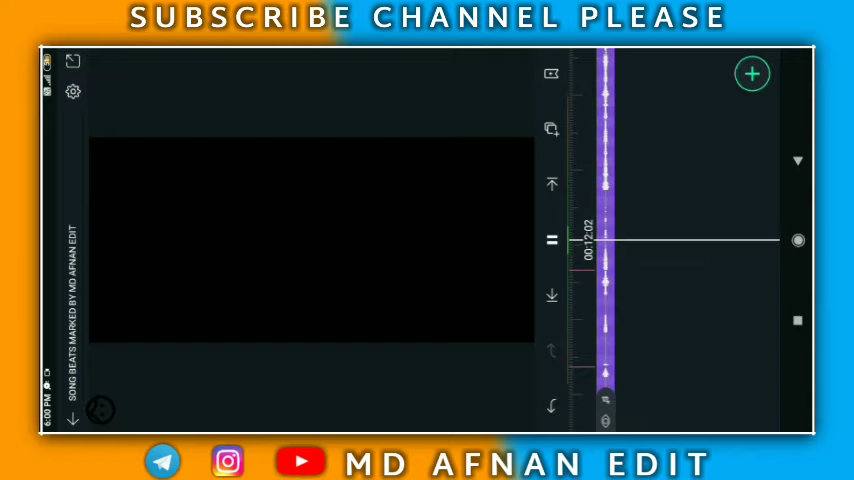 SUBSCRIBE CHANNEL PLEASE
6:00 PM
SONG BEATS MARKED BY MD AFNAN EDIT
00:12:02
MD AFNAN EDIT